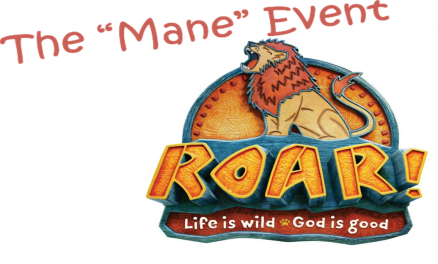 The “Mane” Event
ROAR!
Life is wild God is good